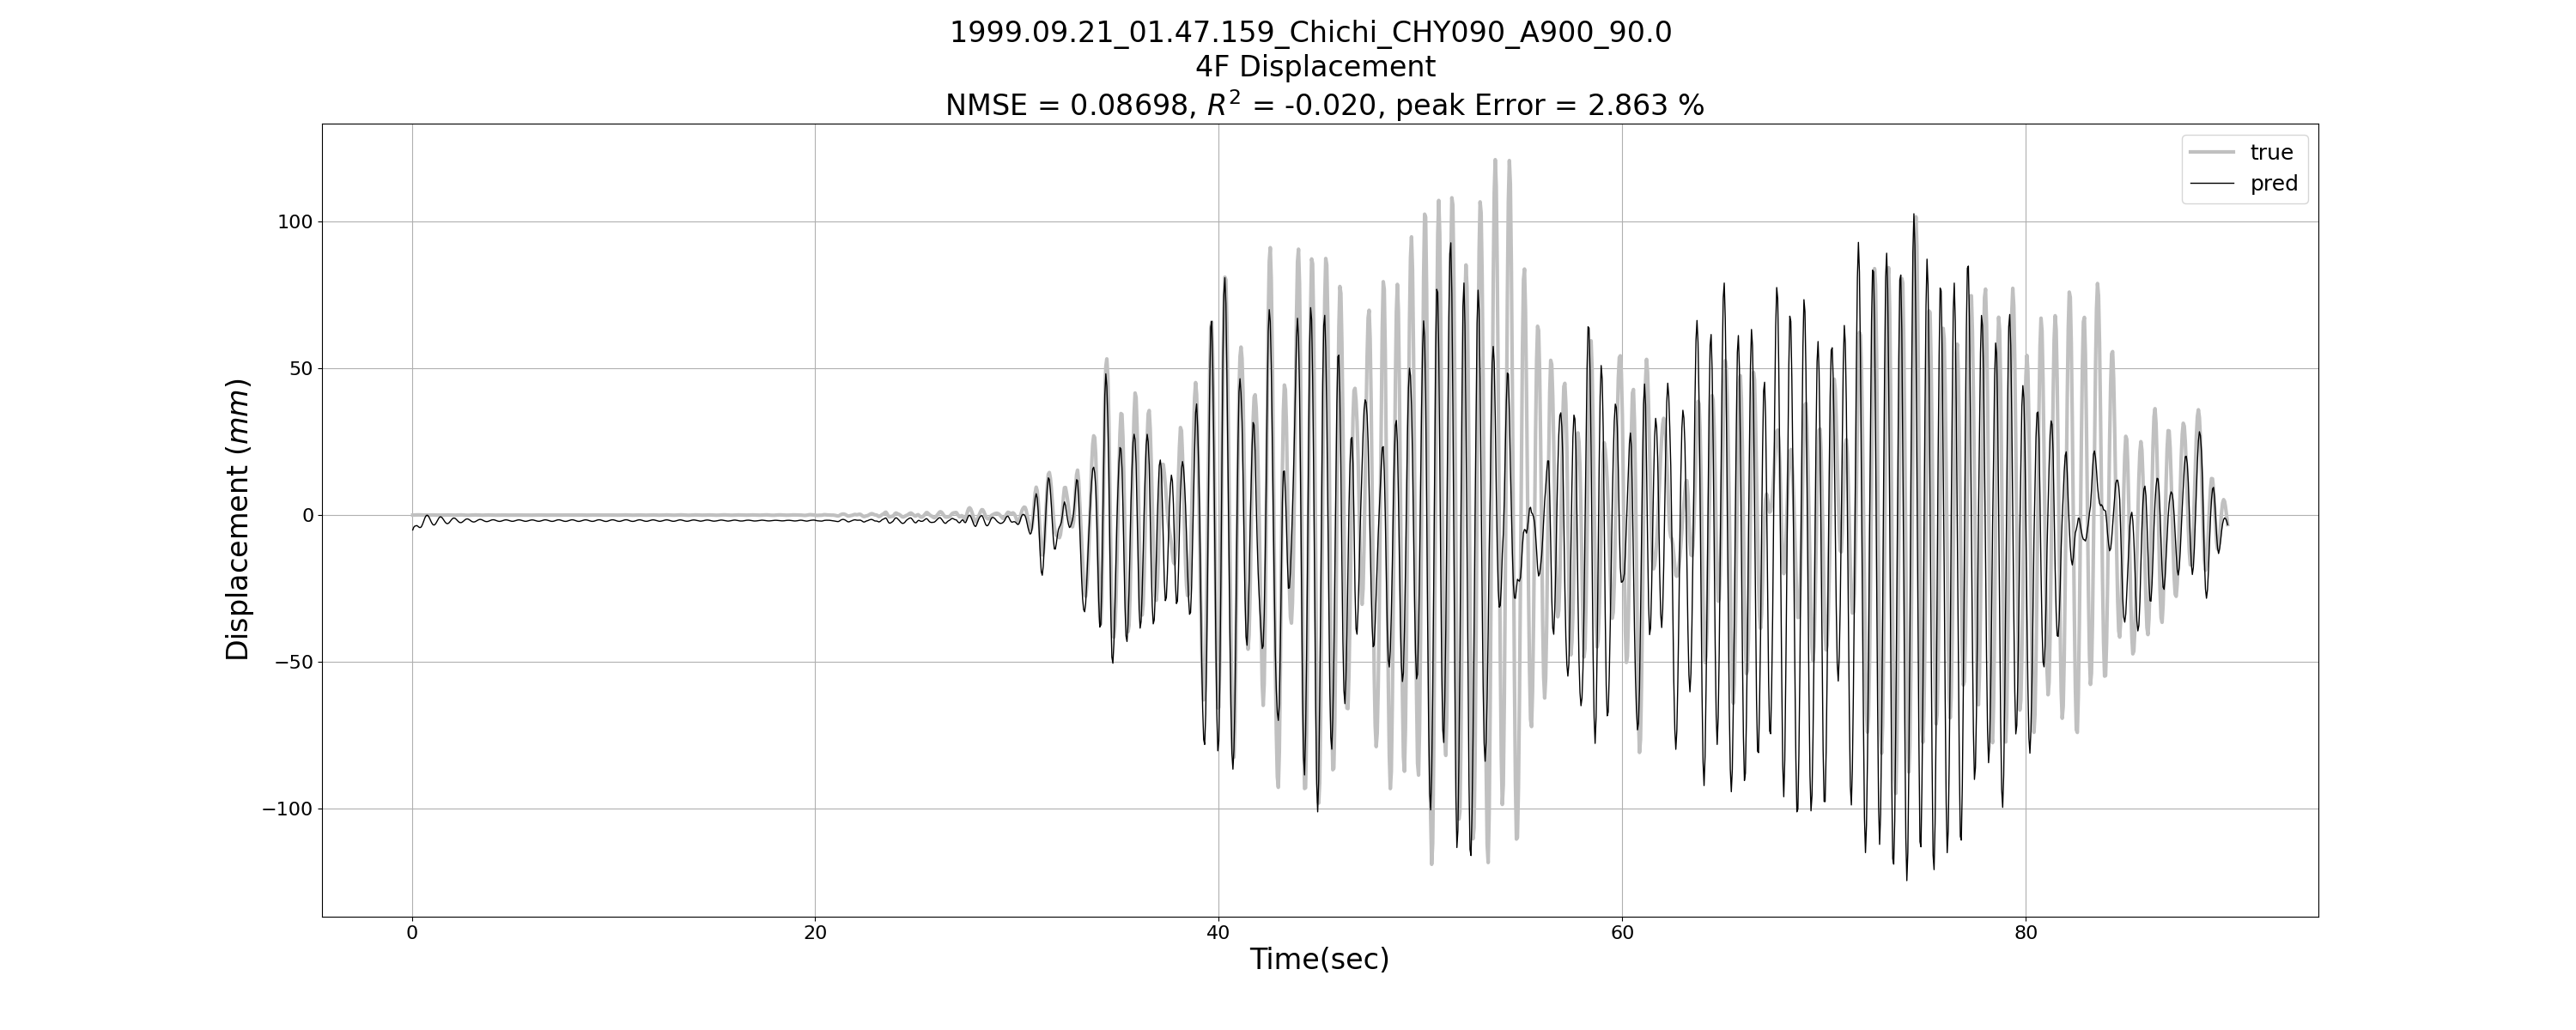 1999.09.21_01.47.159_Chichi_CHY090_A900_90.0
4F Displacement
NMSE = 0.08698, R² = -0.020, peak Error = 2.863 %
true
pred
Displacement (mm)
100
50
0
−50
−100
0 20 40 60 80
Time(sec)